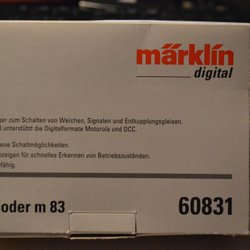 märklin
digital
ger zum Schalten von Weichen, Signalen und Entkupplungsgleisen.
unterstützt die Digitalformate Motorola und DCC.
eue Schaltmöglichkeiten.
nzeigen für schnelles Erkennen von Betriebszuständen.
fähig.
oder m 83
60831